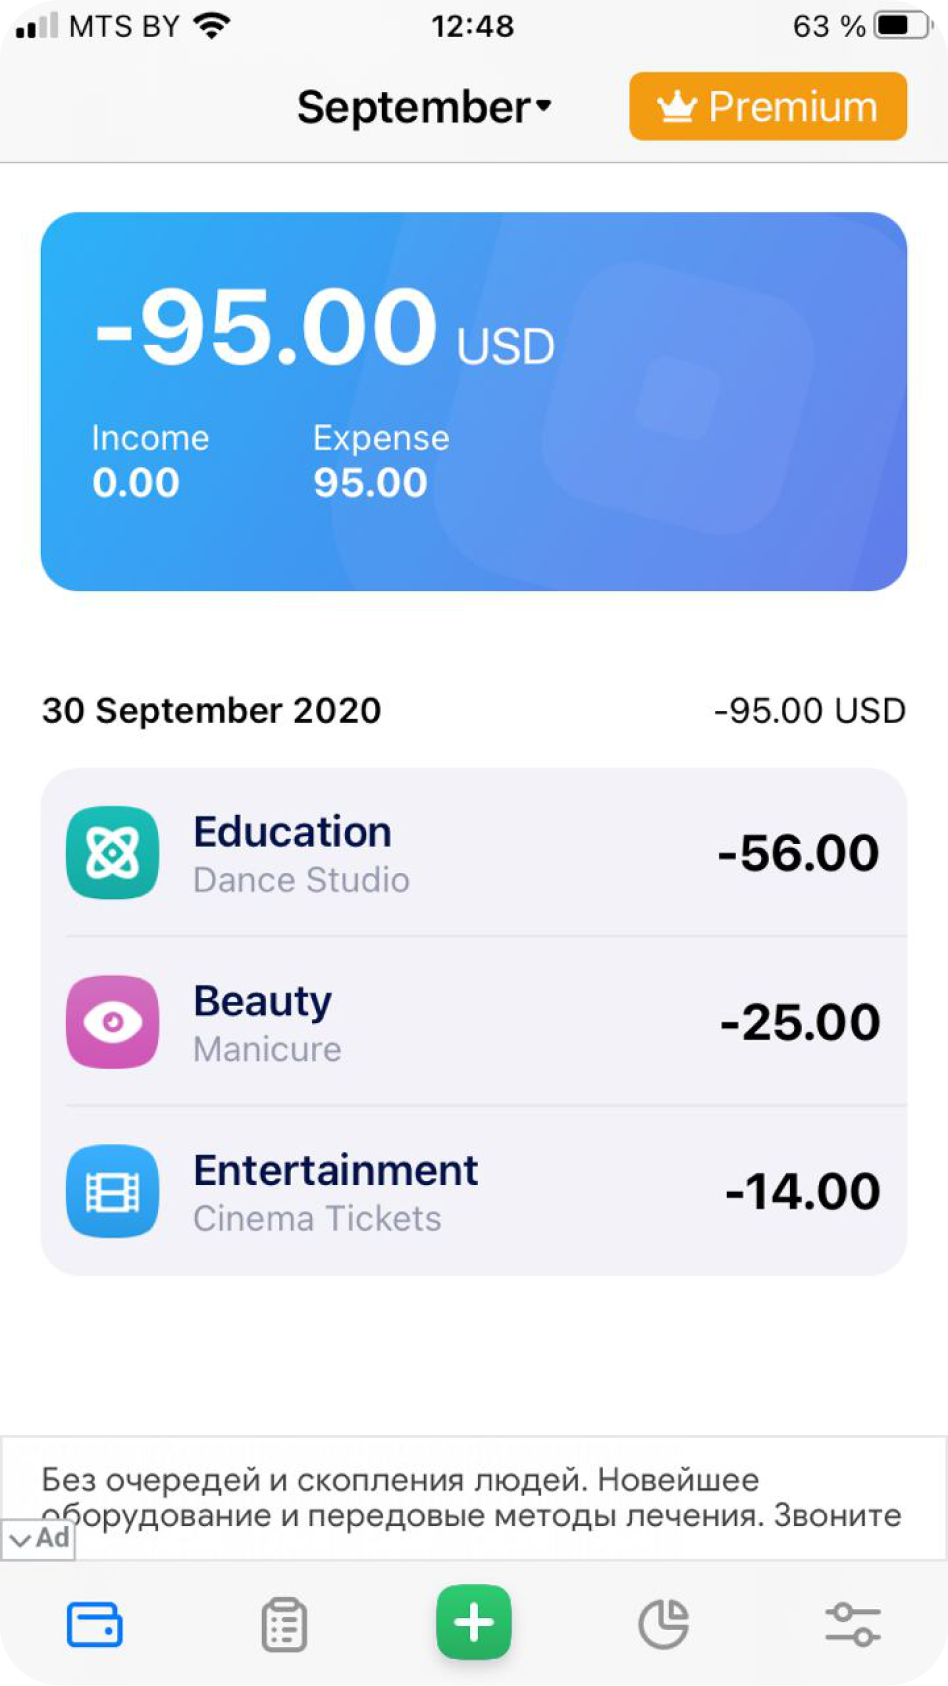 MTS BY 12:48 63 %
September Premium
-95.00 USD
Income Expense
0.00 95.00
30 September 2020 -95.00 USD
Education
Dance Studio
-56.00
Beauty
Manicure
-25.00
Entertainment
Cinema Tickets
-14.00
Без очередей и скопления людей. Новейшее
оборудование и передовые методы лечения. Звоните
Ad